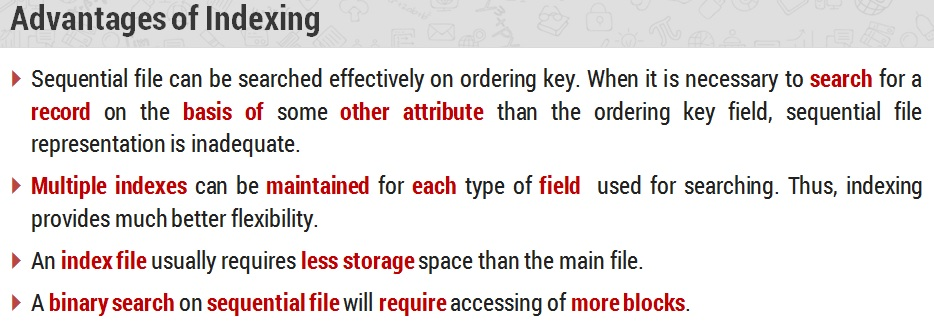 Advantages of Indexing
Sequential file can be searched effectively on ordering key. When it is necessary to search for a
record on the basis of some other attribute than the ordering key field, sequential file
representation is inadequate.
Multiple indexes can be maintained for each type of field used for searching. Thus, indexing
provides much better flexibility.
An index file usually requires less storage space than the main file.
A binary search on sequential file will require accessing of more blocks.